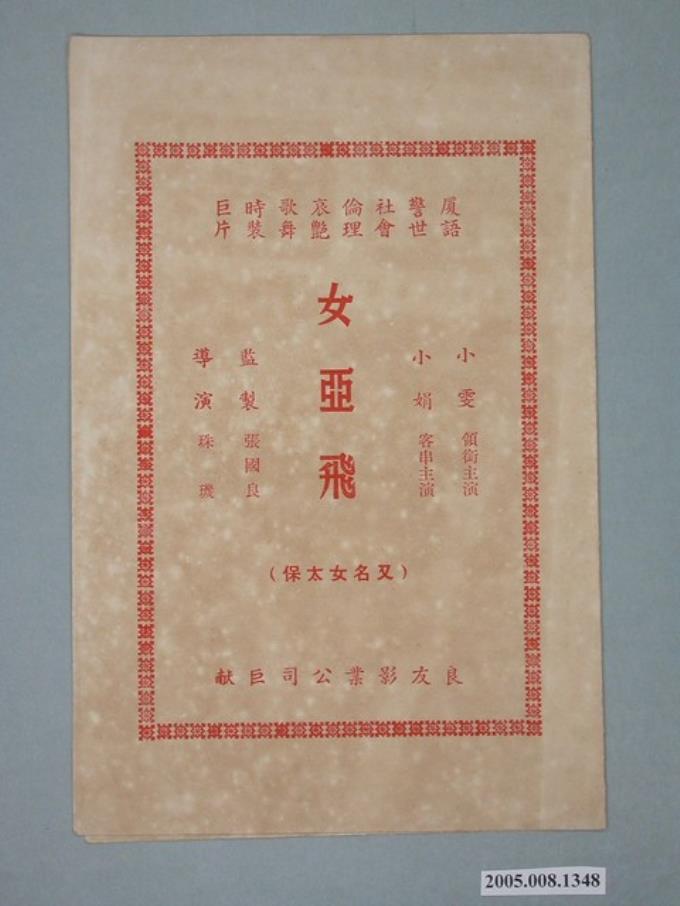 厦語 警世 社會 倫理 哀艷 歌舞 時裝 巨片
小雯 領銜主演
小娟 客串主演
女亞飛
監製 張國良
導演 珠璣
(又名女太保)
良友影業公司巨献
2005.008.1348